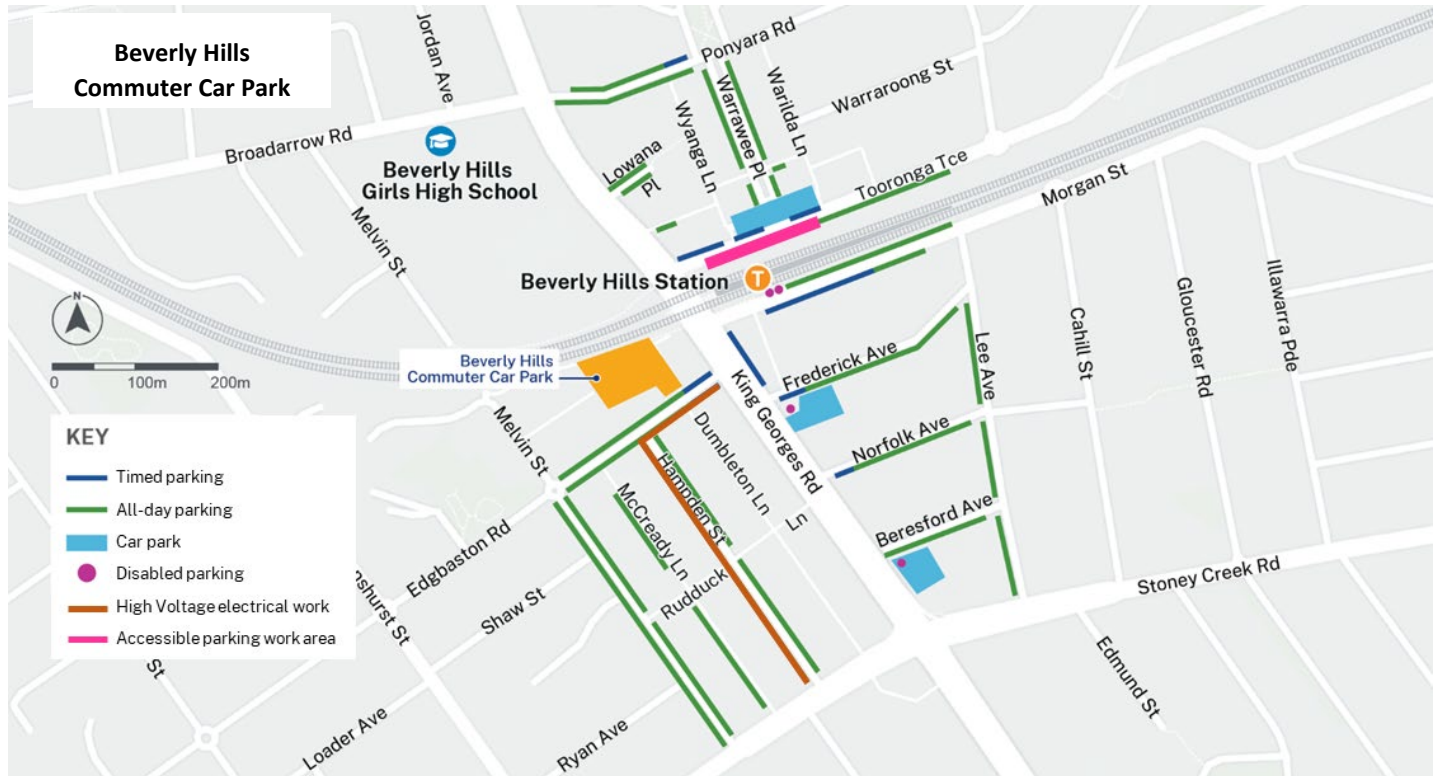 Beverly Hills
Commuter Car Park
Jordan Ave
Ponyara Rd
Warrawee Pl
Warilda Ln
Warraroong St
Wyanga Ln
Broadarrow Rd
Beverly Hills
Girls High School
Lowana
Pl
Tooronga Tce
Morgan St
Melvin St
Beverly Hills Station
T
N
0 100m 200m
Beverly Hills
Commuter Car Park
King Georges Rd
Frederick Ave
Lee Ave
Cahill St
Gloucester Rd
Illawarra Pde
Norfolk Ave
Beresford Ave
Stoney Creek Rd
Edmund St
Melvin St
Dumbleton Ln
Hampden St
McCready Ln
Rudduck
Ln
Edgbaston Rd
Shaw St
nshurst St
St
Loader Ave
Ryan Ave
KEY
Timed parking
All-day parking
Car park
Disabled parking
High Voltage electrical work
Accessible parking work area